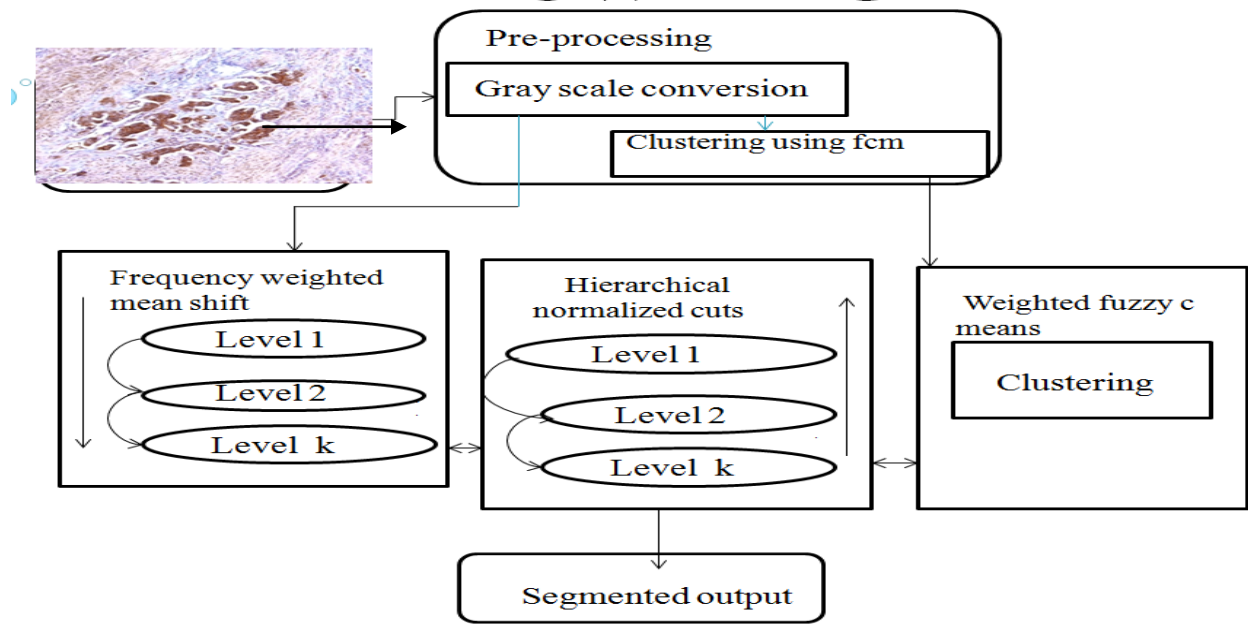 Pre-processing
Gray scale conversion
Clustering using fcm
Frequency weighted
mean shift
Level 1
Level 2
Level k
Hierarchical
normalized cuts
Level 1
Level 2
Level k
Weighted fuzzy c
means
Clustering
Segmented output